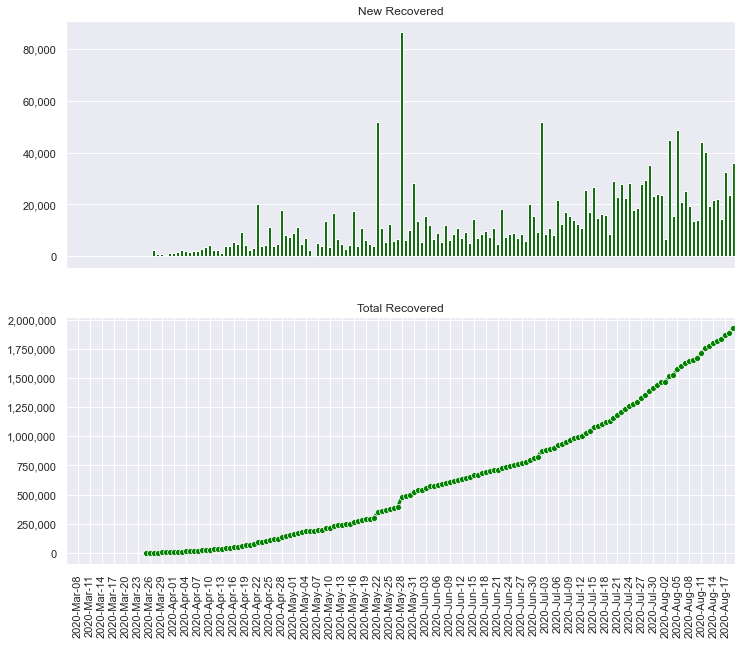 New Recovered
80,000
60,000
40,000
20,000
0
Total Recovered
2,000,000
1,750,000
1,500,000
1,250,000
1,000,000
750,000
500,000
250,000
0
2020-Mar-08
2020-Mar-11
2020-Mar-14
2020-Mar-17
2020-Mar-20
2020-Mar-23
2020-Mar-26
2020-Mar-29
2020-Apr-01
2020-Apr-04
2020-Apr-07
2020-Apr-10
2020-Apr-13
2020-Apr-16
2020-Apr-19
2020-Apr-22
2020-Apr-25
2020-Apr-28
2020-May-01
2020-May-04
2020-May-07
2020-May-10
2020-May-13
2020-May-16
2020-May-19
2020-May-22
2020-May-25
2020-May-28
2020-May-31
2020-Jun-03
2020-Jun-06
2020-Jun-09
2020-Jun-12
2020-Jun-15
2020-Jun-18
2020-Jun-21
2020-Jun-24
2020-Jun-27
2020-Jun-30
2020-Jul-03
2020-Jul-06
2020-Jul-09
2020-Jul-12
2020-Jul-15
2020-Jul-18
2020-Jul-21
2020-Jul-24
2020-Jul-27
2020-Jul-30
2020-Aug-02
2020-Aug-05
2020-Aug-08
2020-Aug-11
2020-Aug-14
2020-Aug-17